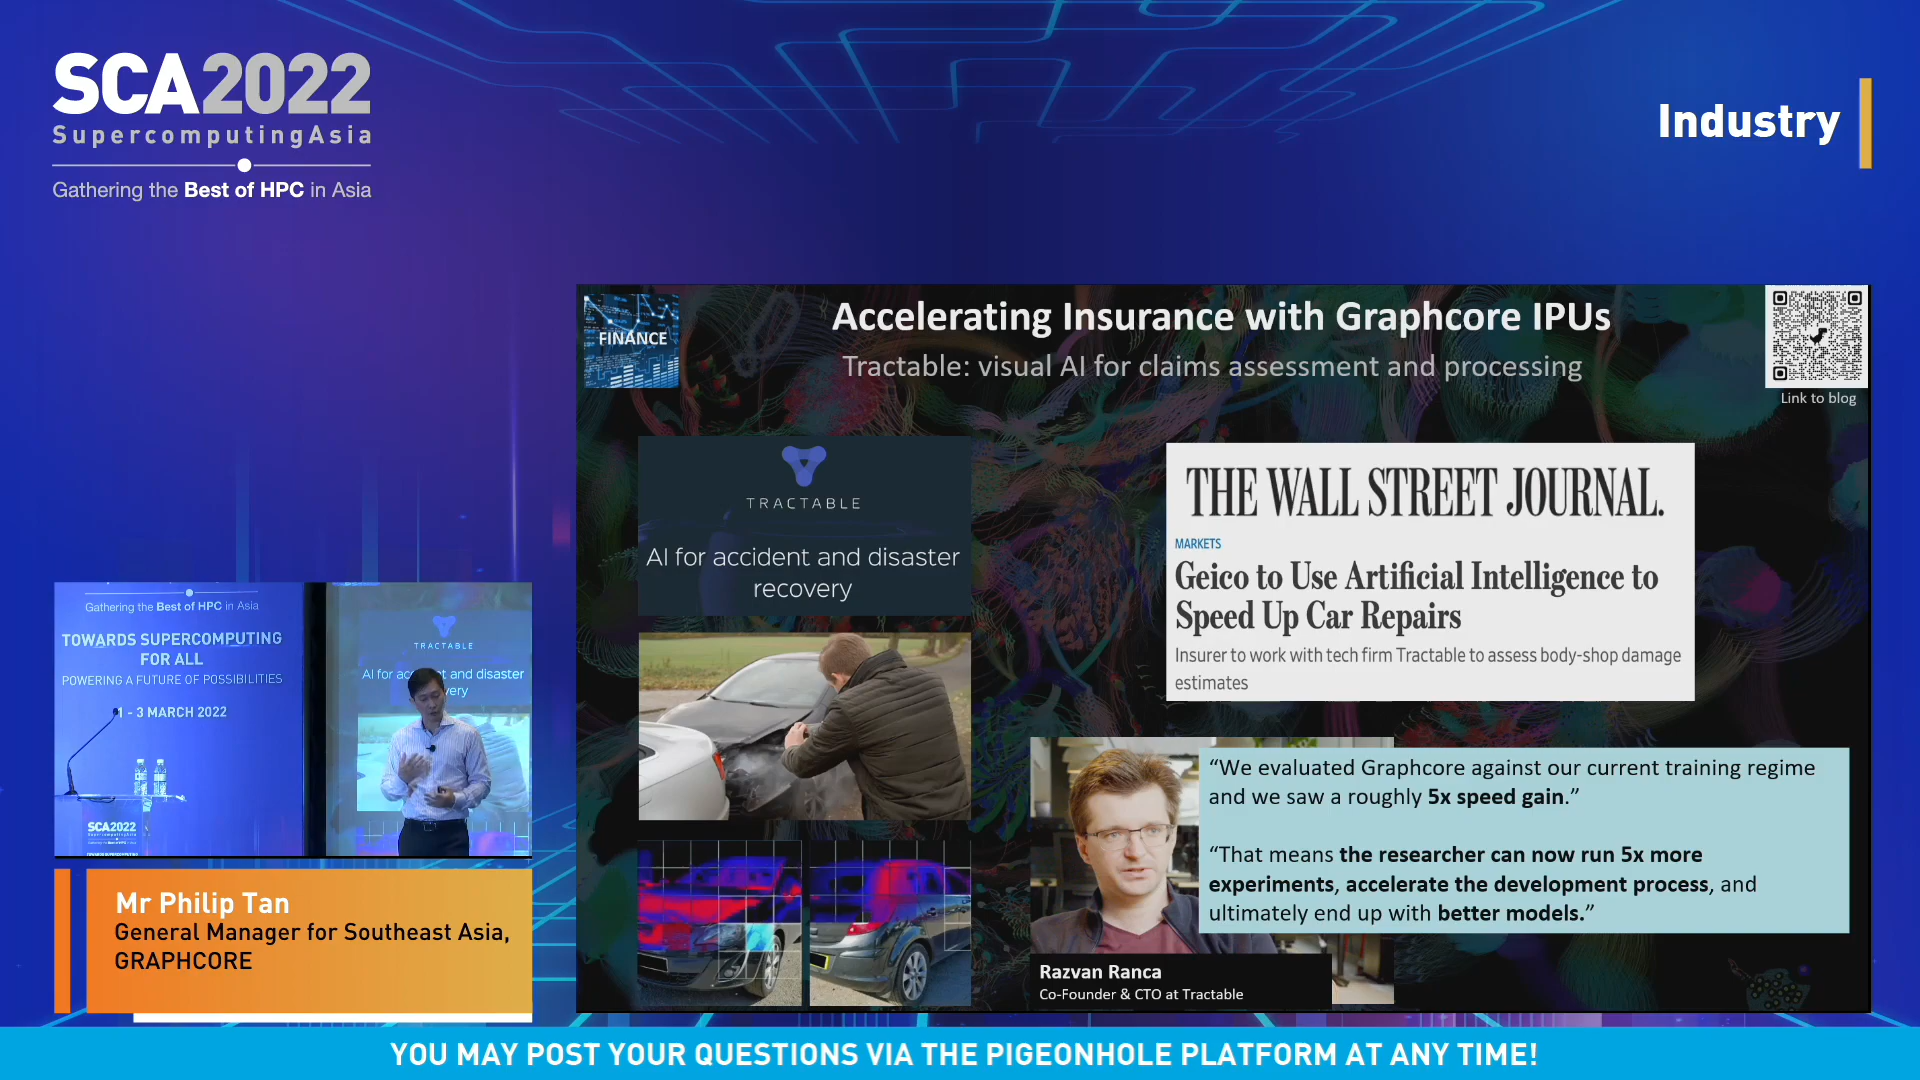 SCA2022
SupercomputingAsia
Gathering the Best of HPC in Asia
Industry
FINANCE
Accelerating Insurance with Graphcore IPUs
Tractable: visual AI for claims assessment and processing
Link to blog
TRACTABLE
AI for accident and disaster
recovery
THE WALL STREET JOURNAL.
MARKETS
Geico to Use Artificial Intelligence to
Speed Up Car Repairs
Insurer to work with tech firm Tractable to assess body-shop damage
estimates
“We evaluated Graphcore against our current training regime
and we saw a roughly 5x speed gain.”
“That means the researcher can now run 5x more
experiments, accelerate the development process, and
ultimately end up with better models.”
Razvan Ranca
Co-Founder & CTO at Tractable
Gathering the Best of HPC in Asia
TOWARDS SUPERCOMPUTING
FOR ALL
POWERING A FUTURE OF POSSIBILITIES
1 - 3 MARCH 2022
SCA2022
TRACTABLE
AI for and disaster
Mr Philip Tan
General Manager for Southeast Asia,
GRAPHCORE
YOU MAY POST YOUR QUESTIONS VIA THE PIGEONHOLE PLATFORM AT ANY TIME!